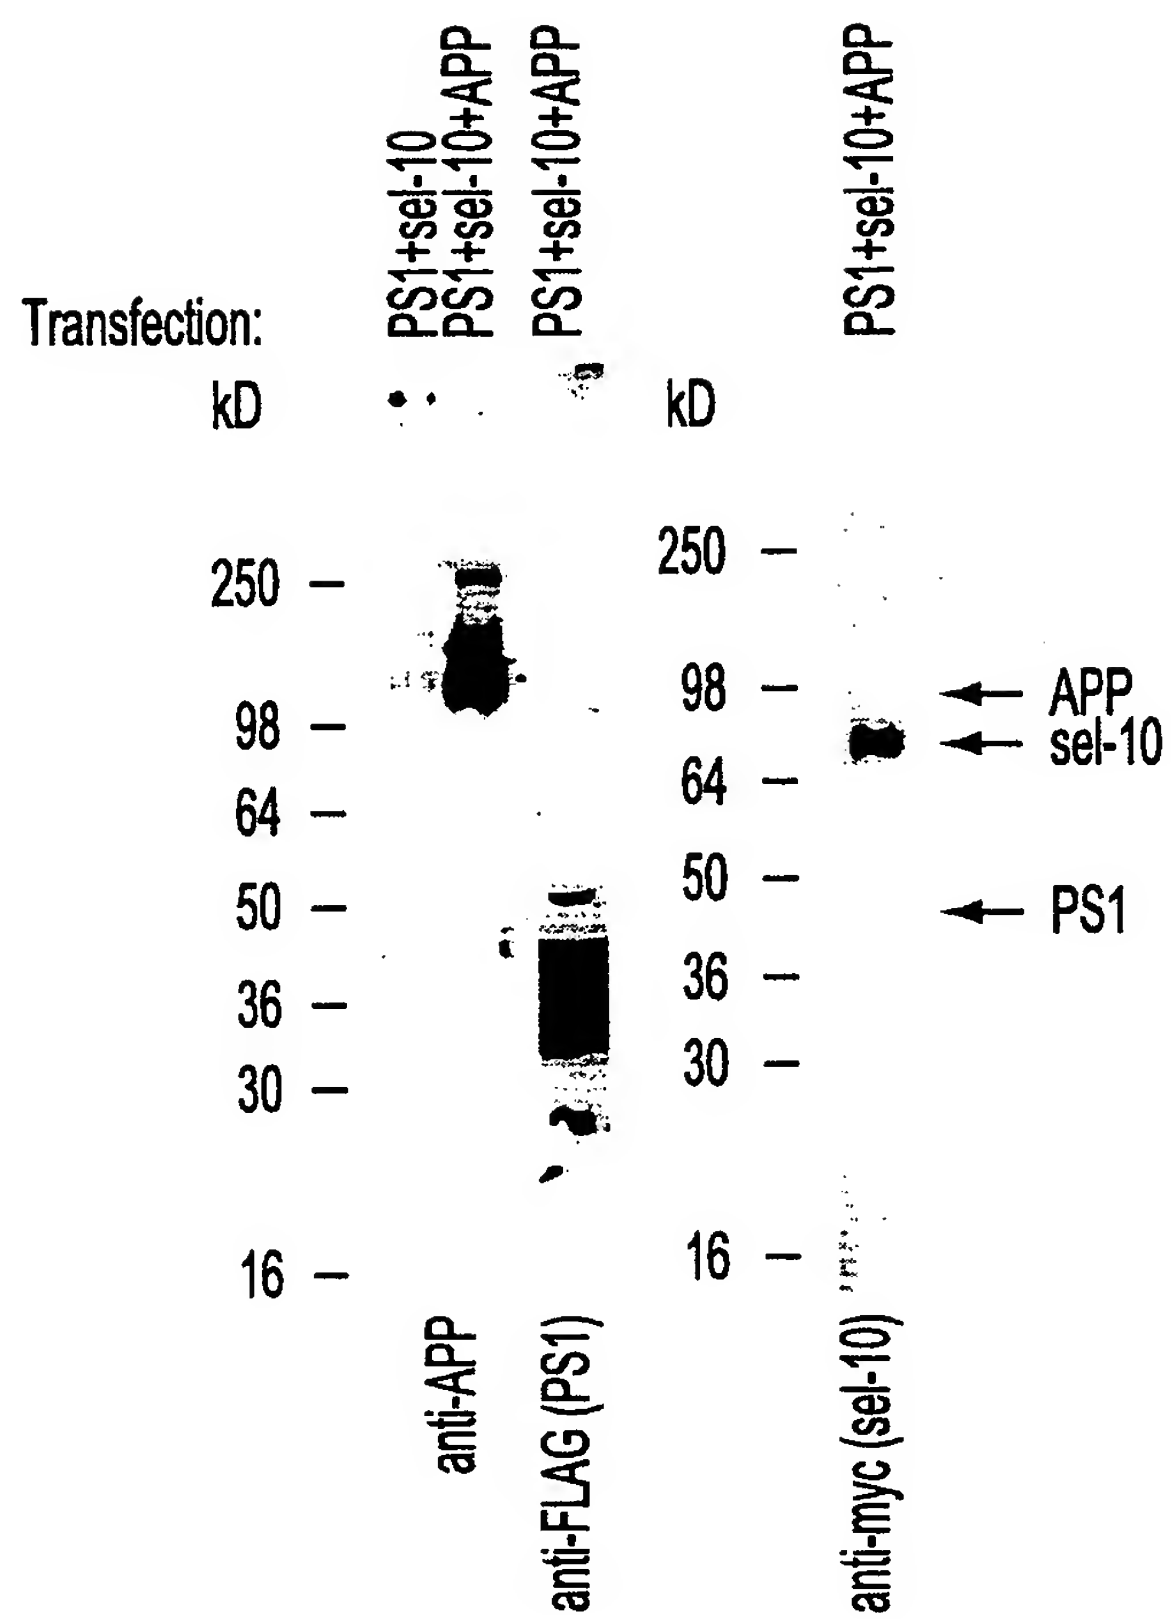 PS1+sel-10
PS1+sel-10+APP
PS1+sel-10+APP
PS1+sel-10+APP
Transfection:
kD
250
98
64
50
36
30
16
kD
250
98
64
50
36
30
16
APP
sel-10
PS1
anti-APP
anti-FLAG (PS1)
anti-myc (sel-10)